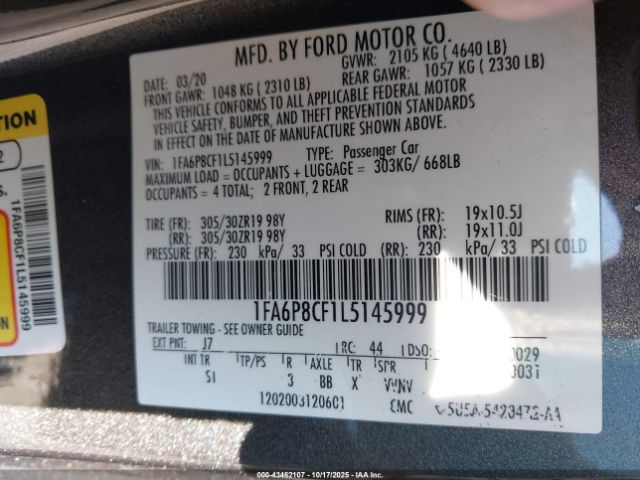 MFD. BY FORD MOTOR CO.
DATE: 03/20
GVWR: 2105 KG ( 4640 LB)
FRONT GAWR: 1048 KG ( 2310 LB)
REAR GAWR: 1057 KG ( 2330 LB)
THIS VEHICLE CONFORMS TO ALL APPLICABLE FEDERAL MOTOR
VEHICLE SAFETY, BUMPER, AND THEFT PREVENTION STANDARDS
IN EFFECT ON THE DATE OF MANUFACTURE SHOWN ABOVE.
VIN: 1FA6P8CF1L5145999 TYPE: Passenger Car
MAXIMUM LOAD = OCCUPANTS + LUGGAGE = 303KG/ 668LB
OCCUPANTS = 4 TOTAL; 2 FRONT, 2 REAR
TIRE (FR): 305/30ZR19 98Y RIMS (FR): 19x10.5J
(RR): 305/30ZR19 98Y (RR): 19x11.0J
PRESSURE (FR): 230 kPa/ 33 PSI COLD (RR): 230 kPa/ 33 PSI COLD
1FA6P8CF1L5145999
TRAILER TOWING - SEE OWNER GUIDE
EXT PNT: J7 RC: 44 DSO: 0029
INT TR TP/PS R AXLE TR SPR
SI 3 BB X
1FA6P8CF1L5145999
000-43462107 - 10/17/2025 - https://www.iaai.com/